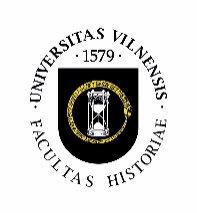 · UNIVERSITAS VILNENSIS ·
· 1579 ·
FACULTAS HISTORIAE